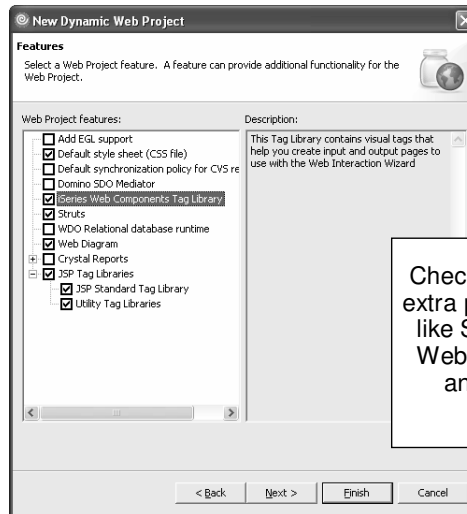 New Dynamic Web Project
Features
Select a Web Project feature. A feature can provide additional functionality for the
Web Project.
Web Project features:
Add EGL support
Default style sheet (CSS file)
Default synchronization policy for CVS re
Domino SDO Mediator
iSeries Web Components Tag Library
Struts
WDO Relational database runtime
Web Diagram
Crystal Reports
JSP Tag Libraries
JSP Standard Tag Library
Utility Tag Libraries
Description:
This Tag Library contains visual tags that
help you create input and output pages to
use with the Web Interaction Wizard
Chec
extra p
like S
Web
an
< Back
Next >
Finish
Cancel